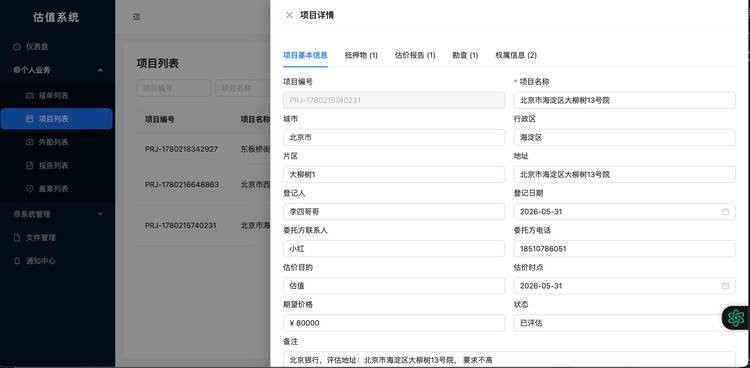 估值系统
仪表盘
个人业务
接单列表
项目列表
外勘列表
报告列表
盖章列表
系统管理
文件管理
通知中心
项目列表
项目编号
项目名称
项目编号
项目名称
PRJ-1780218342927
东板桥街
PRJ-1780216648863
北京市西
PRJ-1780215740231
北京市海
项目详情
项目基本信息
抵押物 (1)
估价报告 (1)
勘查 (1)
权属信息 (2)
项目编号
* 项目名称
PRJ-1780215740231
北京市海淀区大柳树13号院
城市
行政区
北京市
海淀区
片区
地址
大柳树1
北京市海淀区大柳树13号院
登记人
登记日期
李四哥哥
2026-05-31
委托方联系人
委托方电话
小红
18510786051
估价目的
估价时点
估值
2026-05-31
期望价格
状态
¥ 80000
已评估
备注
北京银行，评估地址：北京市海淀区大柳树13号院， 要求不高